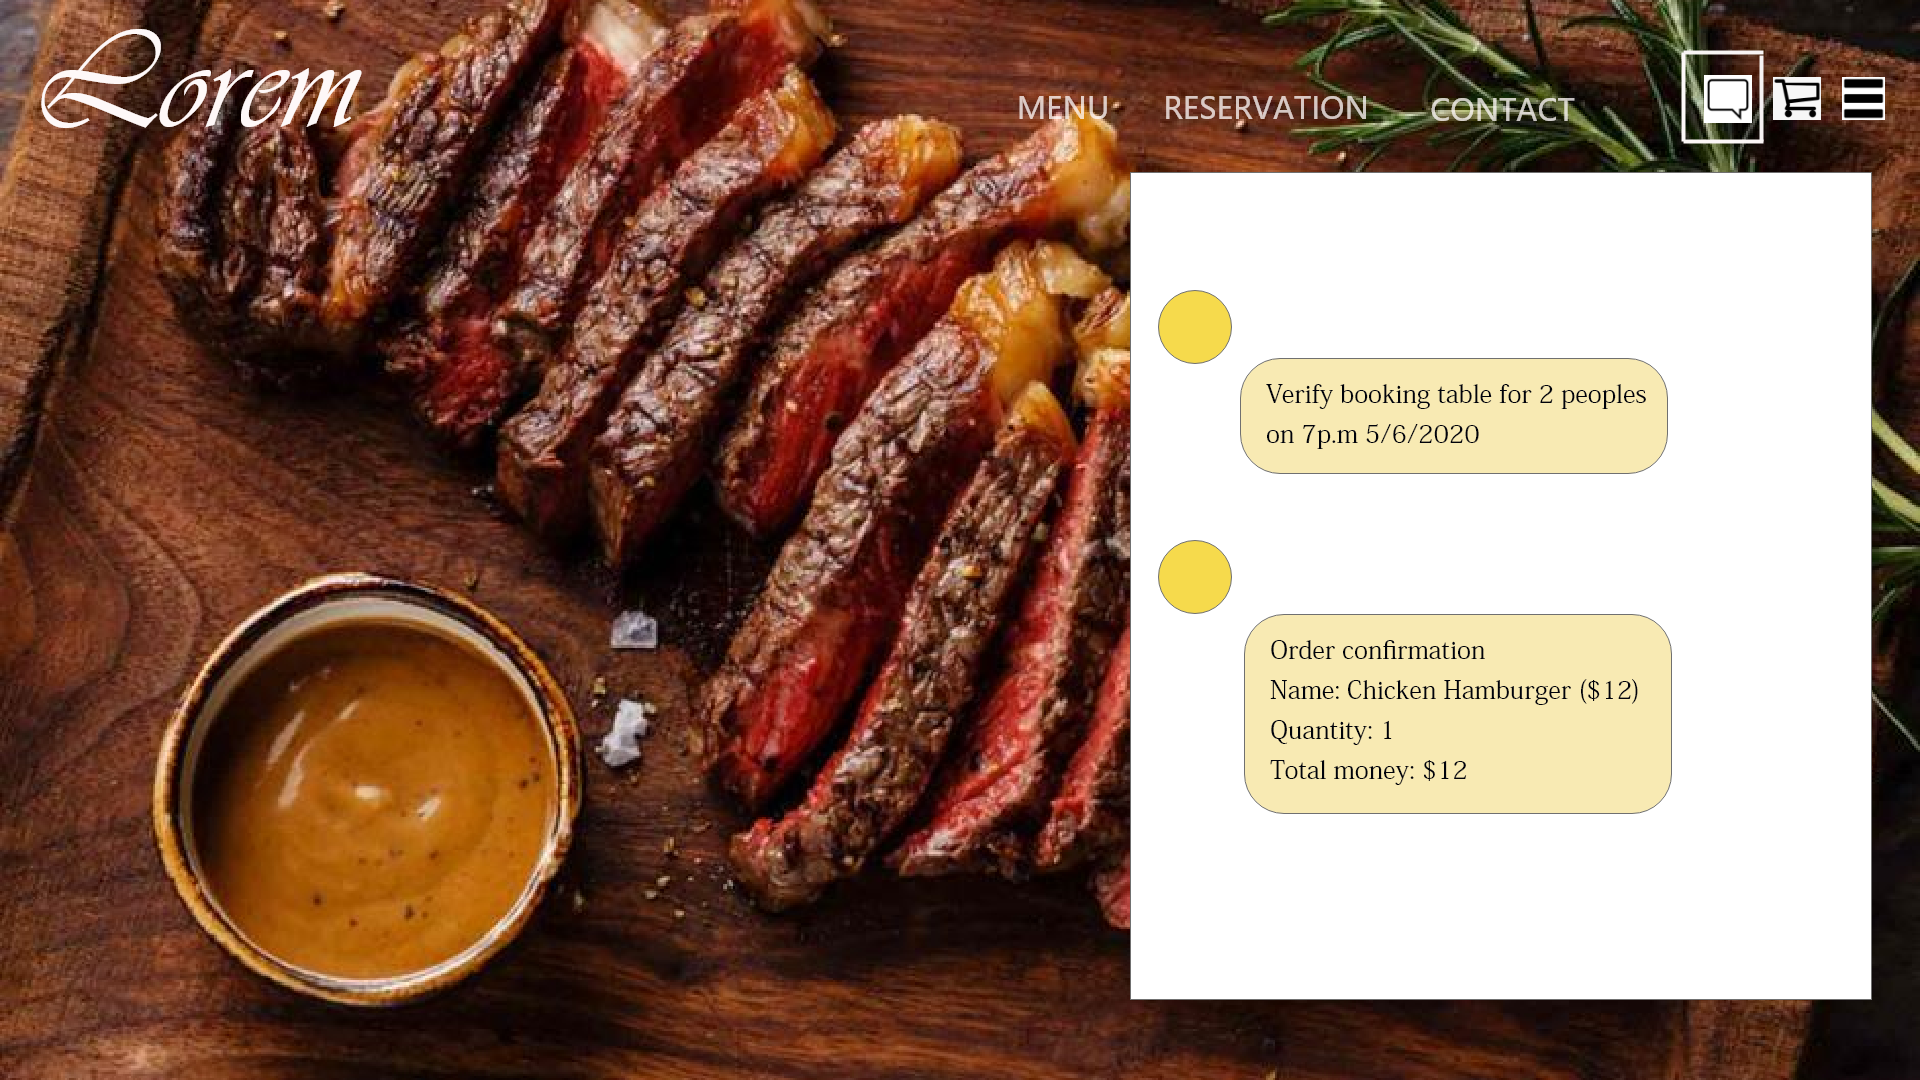 Lorem
MENU RESERVATION CONTACT
Verify booking table for 2 peoples
on 7p.m 5/6/2020
Order confirmation
Name: Chicken Hamburger ($12)
Quantity: 1
Total money: $12